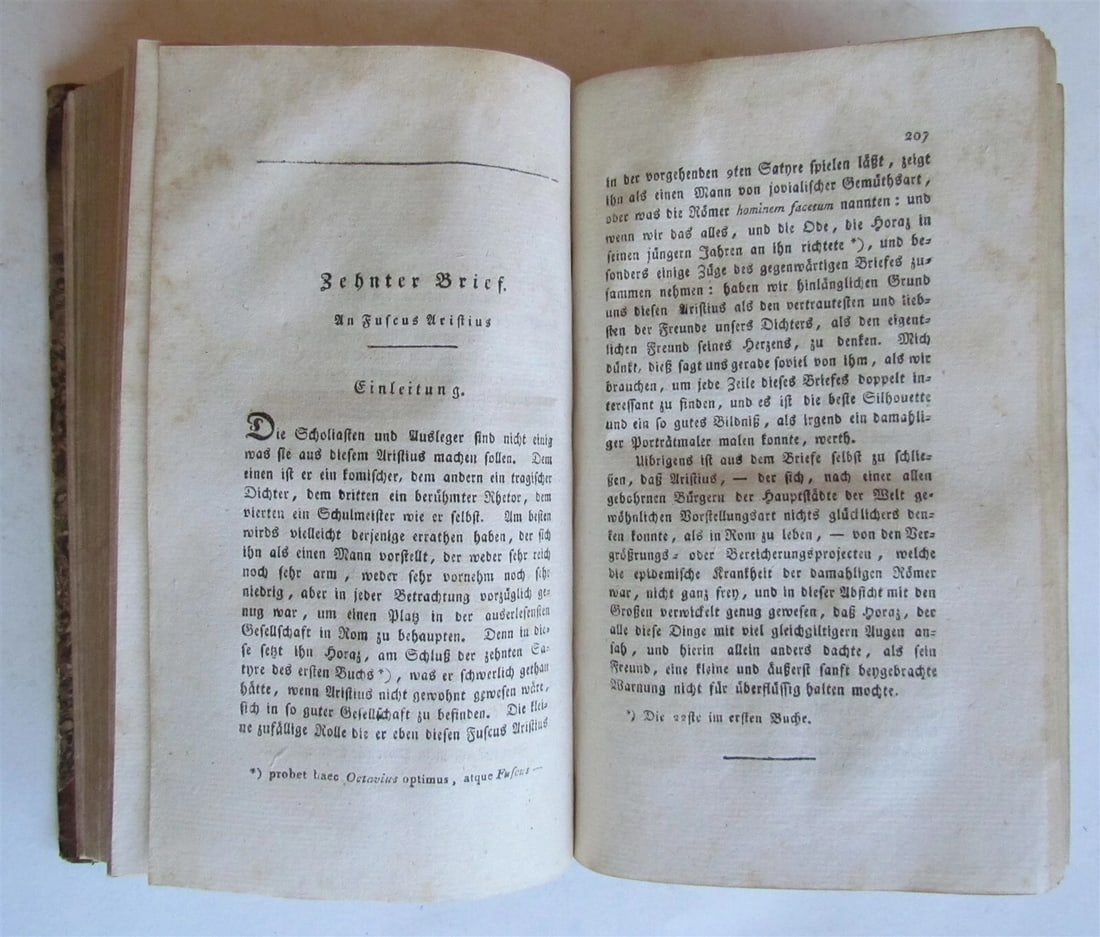 Zehnter Brief.
An Fuscus Aristius
Einleitung.
Die Scholiasten und Ausleger sind nicht einig
was sie aus diesem Aristius machen sollen. Dem
einen ist er ein komischer, dem andern ein tragischer
Dichter, dem dritten ein berühmter Rhetor, dem
vierten ein Schulmeister wie er selbst. Am besten
wirds vielleicht derjenige errathen haben, der sich
ihn als einen Mann vorstellt, der weder sehr reich
noch sehr arm, weder sehr vornehm noch sehr
niedrig, aber in jeder Betrachtung vorzüglich ge-
nug war, um einen Platz in der auserlesensten
Gesellschaft in Rom zu behaupten. Denn in die-
se setzt ihn Horaz, am Schluß der zehnten Sa-
tyre des ersten Buchs *), was er schwerlich gethan
hätte, wenn Aristius nicht gewohnt gewesen wäre,
sich in so guter Gesellschaft zu befinden. Die klei-
ne zufällige Rolle die er eben diesen Fuscus Aristius
*) probet haec Octavius optimus, atque Fuscus —
207
in der vorgehenden 9ten Satyre spielen läßt, zeigt
ihn als einen Mann von jovialischer Gemüthsart,
oder was die Römer hominem facetum nannten: und
wenn wir das alles, und die Ode, die Horaz in
seinen jüngern Jahren an ihn richtete *), und be-
sonders einige Züge des gegenwärtigen Briefes zu-
sammen nehmen: haben wir hinlänglichen Grund
uns diesen Aristius als den vertrautesten und lieb-
sten der Freunde unsers Dichters, als den eigent-
lichen Freund seines Herzens, zu denken. Mich
dünkt, dieß sagt uns gerade soviel von ihm, als wir
brauchen, um jede Zeile dieses Briefes doppelt in-
teressant zu finden, und es ist die beste Silhouette
und ein so gutes Bildniß, als irgend ein damahli-
ger Porträtmaler malen konnte, werth.
Uibrigens ist aus dem Briefe selbst zu schlie-
ßen, daß Aristius, — der sich, nach einer allen
gebohrnen Bürgern der Hauptstädte der Welt ge-
wöhnlichen Vorstellungsart nichts glücklichers den-
ken konnte, als in Rom zu leben, — von den Ver-
größrungs- oder Bereicherungsprojecten, welche
die epidemische Krankheit der damahligen Römer
war, nicht ganz frey, und in dieser Absicht mit den
Großen verwickelt genug gewesen, daß Horaz, der
alle diese Dinge mit viel gleichgiltigern Augen an-
sah, und hierin allein anders dachte, als sein
Freund, eine kleine und äußerst sanft beygebrachte
Warnung nicht für überflüssig halten mochte.
*) Die 22ste im ersten Buche.